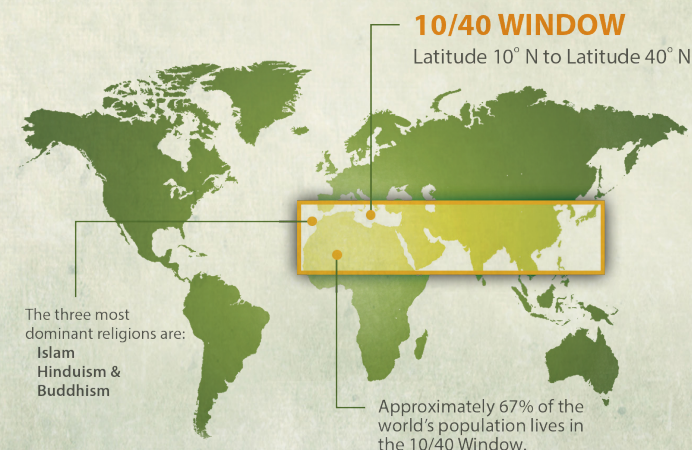 10/40 WINDOW
Latitude 10° N to Latitude 40° N
The three most
dominant religions are:
Islam
Hinduism &
Buddhism
Approximately 67% of the
world's population lives in
the 10/40 Window.